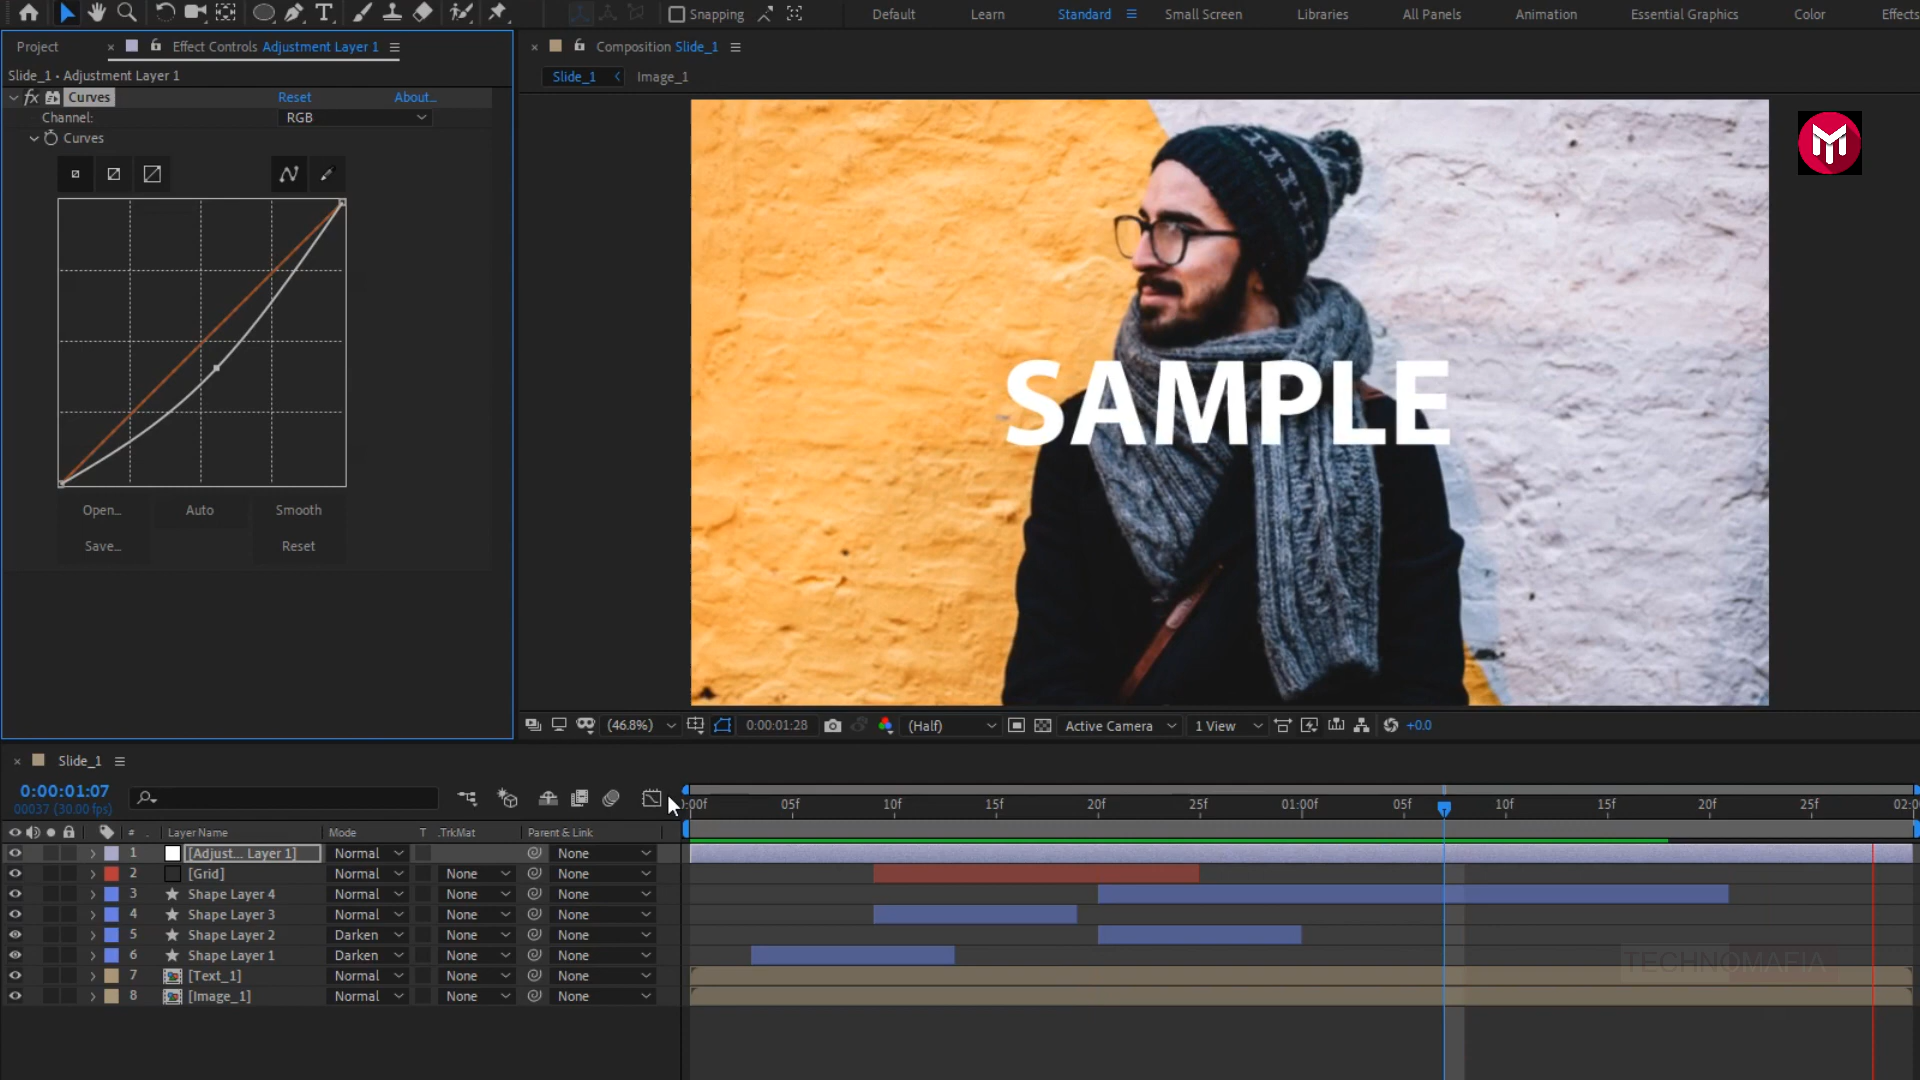 Snapping
Default
Learn
Standard
Small Screen
Libraries
All Panels
Animation
Essential Graphics
Color
Effects
Project
Effect Controls Adjustment Layer 1
Composition Slide_1
Slide_1 • Adjustment Layer 1
Slide_1
Image_1
fx Curves
Reset
About...
Channel:
RGB
Curves
SAMPLE
Open...
Auto
Smooth
Save...
Reset
(46.8%)
0:00:01:28
(Half)
Active Camera
1 View
+0.0
Slide_1
0:00:01:07
00037 (30.00 fps)
:00f
05f
10f
15f
20f
25f
01:00f
05f
10f
15f
20f
25f
02:0
# Layer Name Mode T .TrkMat Parent & Link
1 [Adjust... Layer 1] Normal None
2 [Grid] Normal None None
3 Shape Layer 4 Normal None None
4 Shape Layer 3 Normal None None
5 Shape Layer 2 Darken None None
6 Shape Layer 1 Darken None None
7 [Text_1] Normal None None
8 [Image_1] Normal None None
TECHNOMAFIA